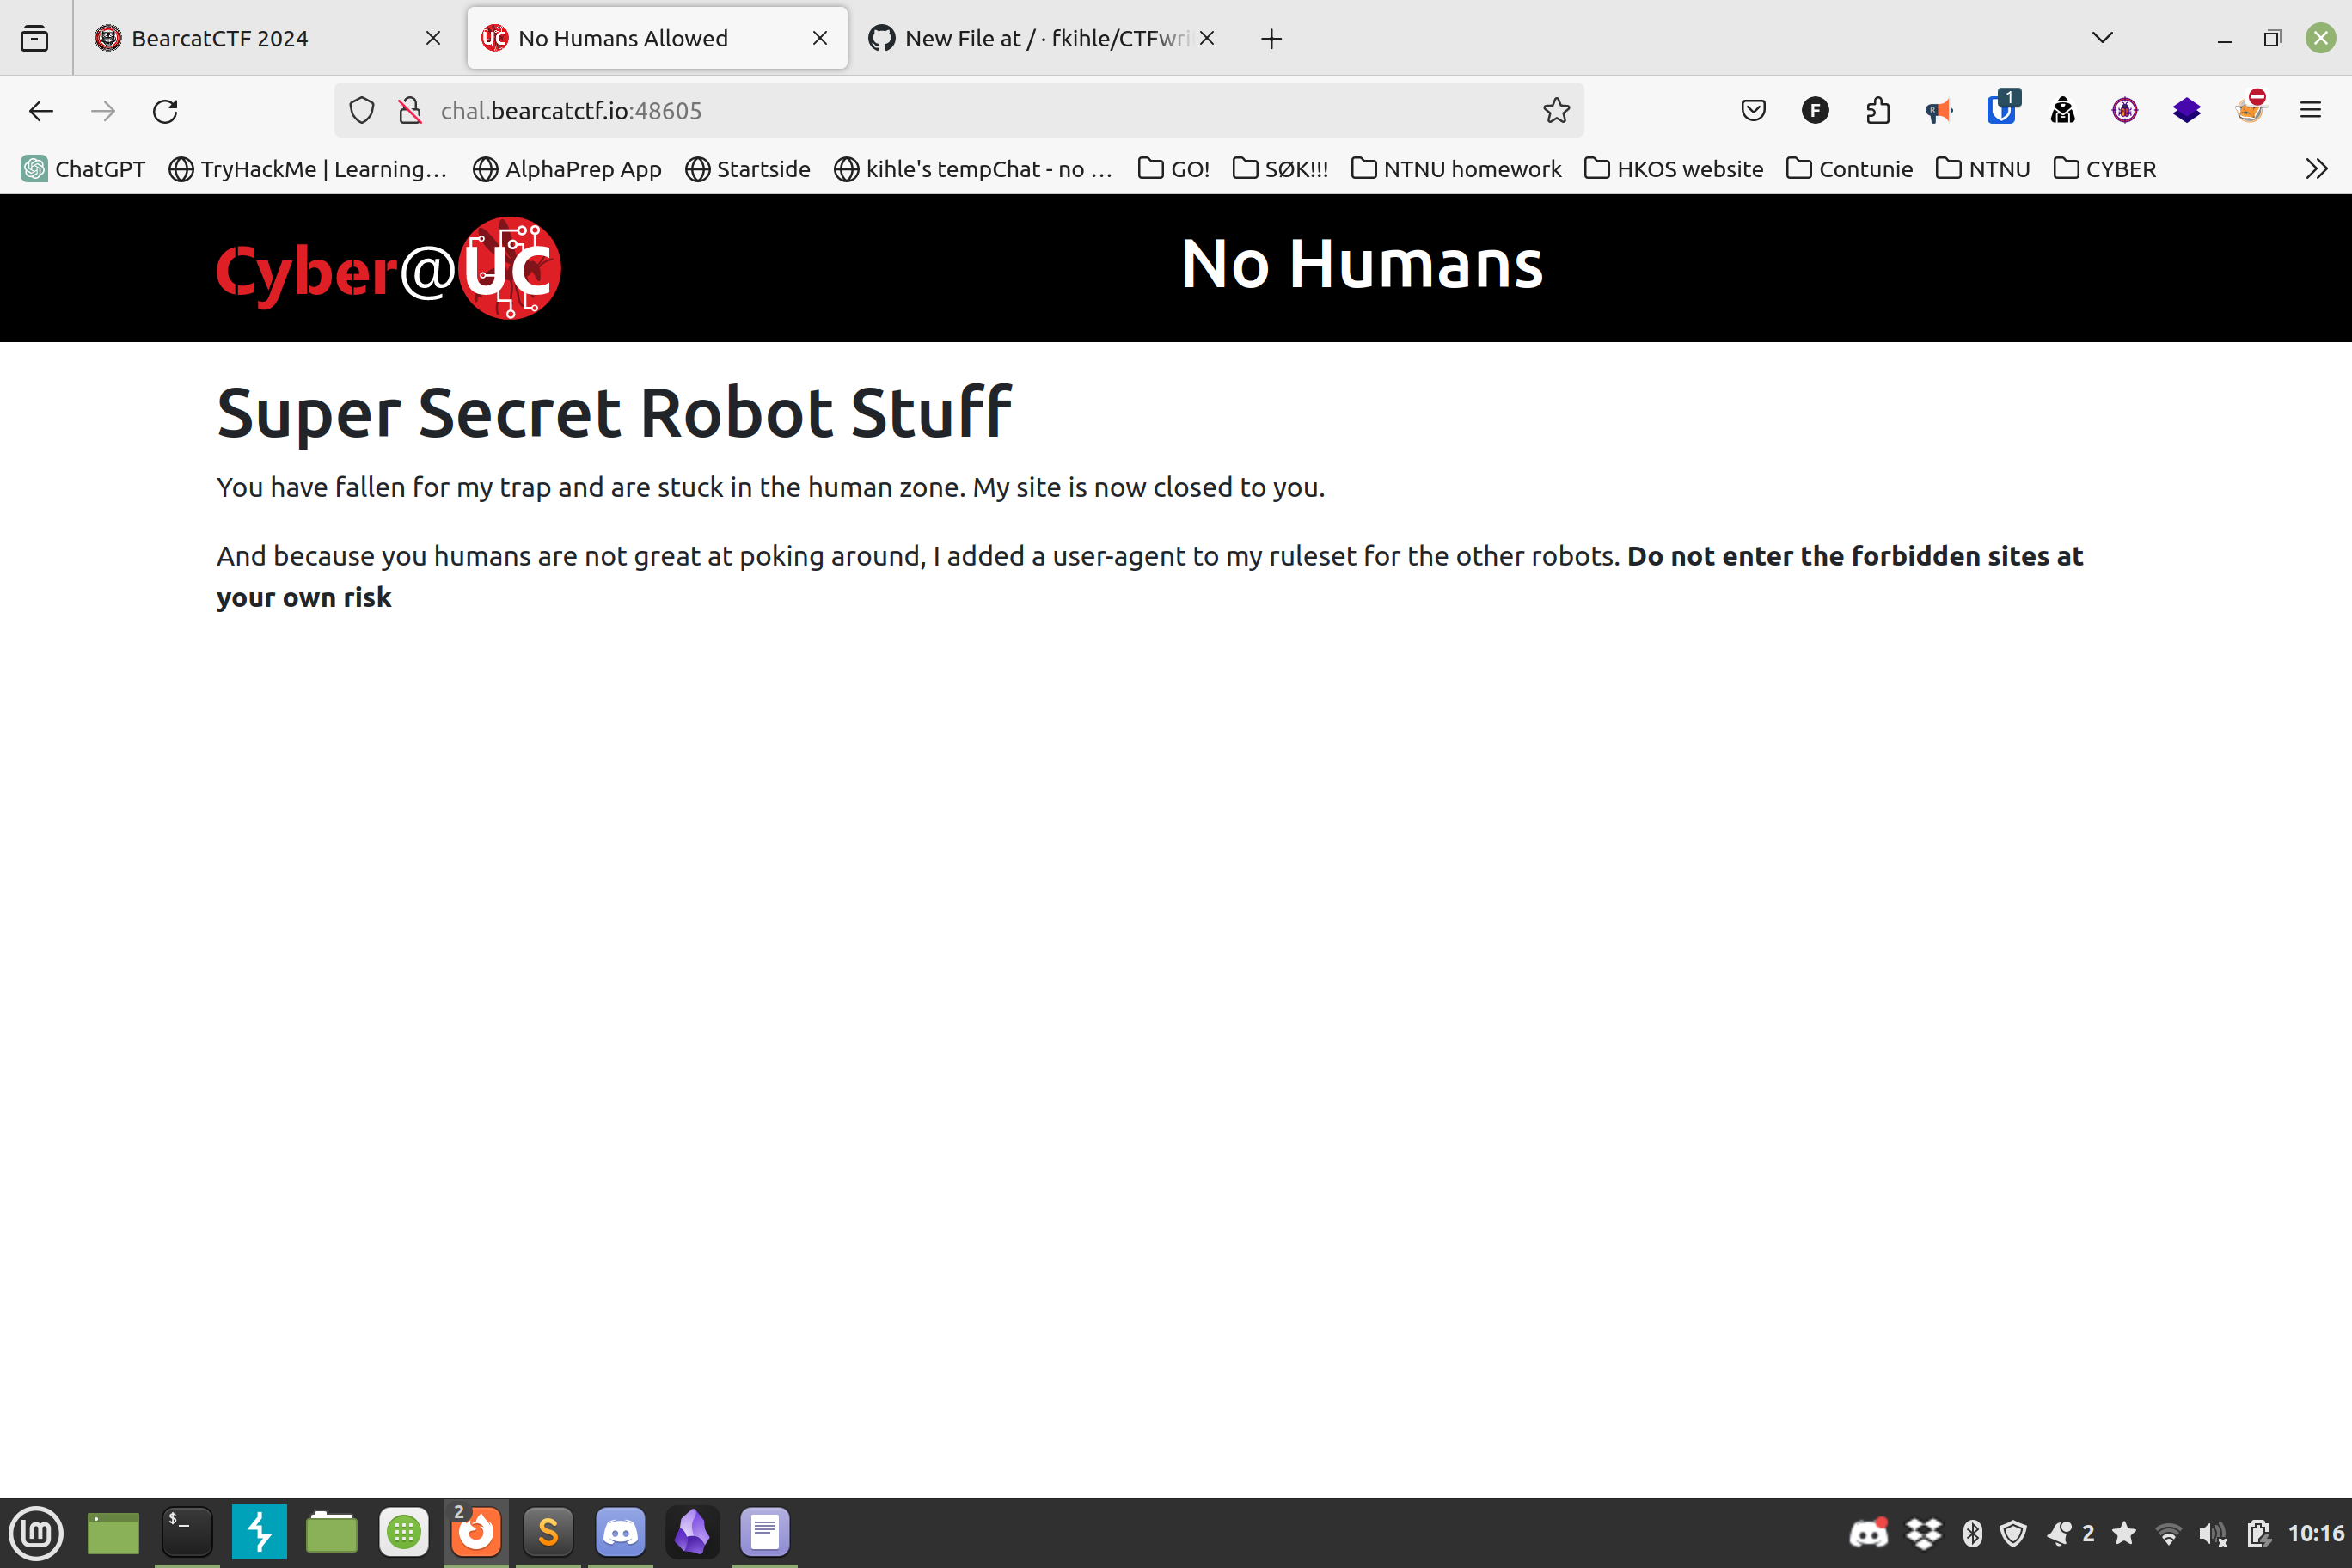 BearcatCTF 2024
No Humans Allowed
New File at / · fkihle/CTFwri
chal.bearcatctf.io:48605
F
R
1
ChatGPT
TryHackMe | Learning…
AlphaPrep App
Startside
kihle's tempChat - no …
GO!
SØK!!!
NTNU homework
HKOS website
Contunie
NTNU
CYBER
Cyber@UC
No Humans
Super Secret Robot Stuff
You have fallen for my trap and are stuck in the human zone. My site is now closed to you.
And because you humans are not great at poking around, I added a user-agent to my ruleset for the other robots. Do not enter the forbidden sites at
your own risk
$_
2
S
2
10:16